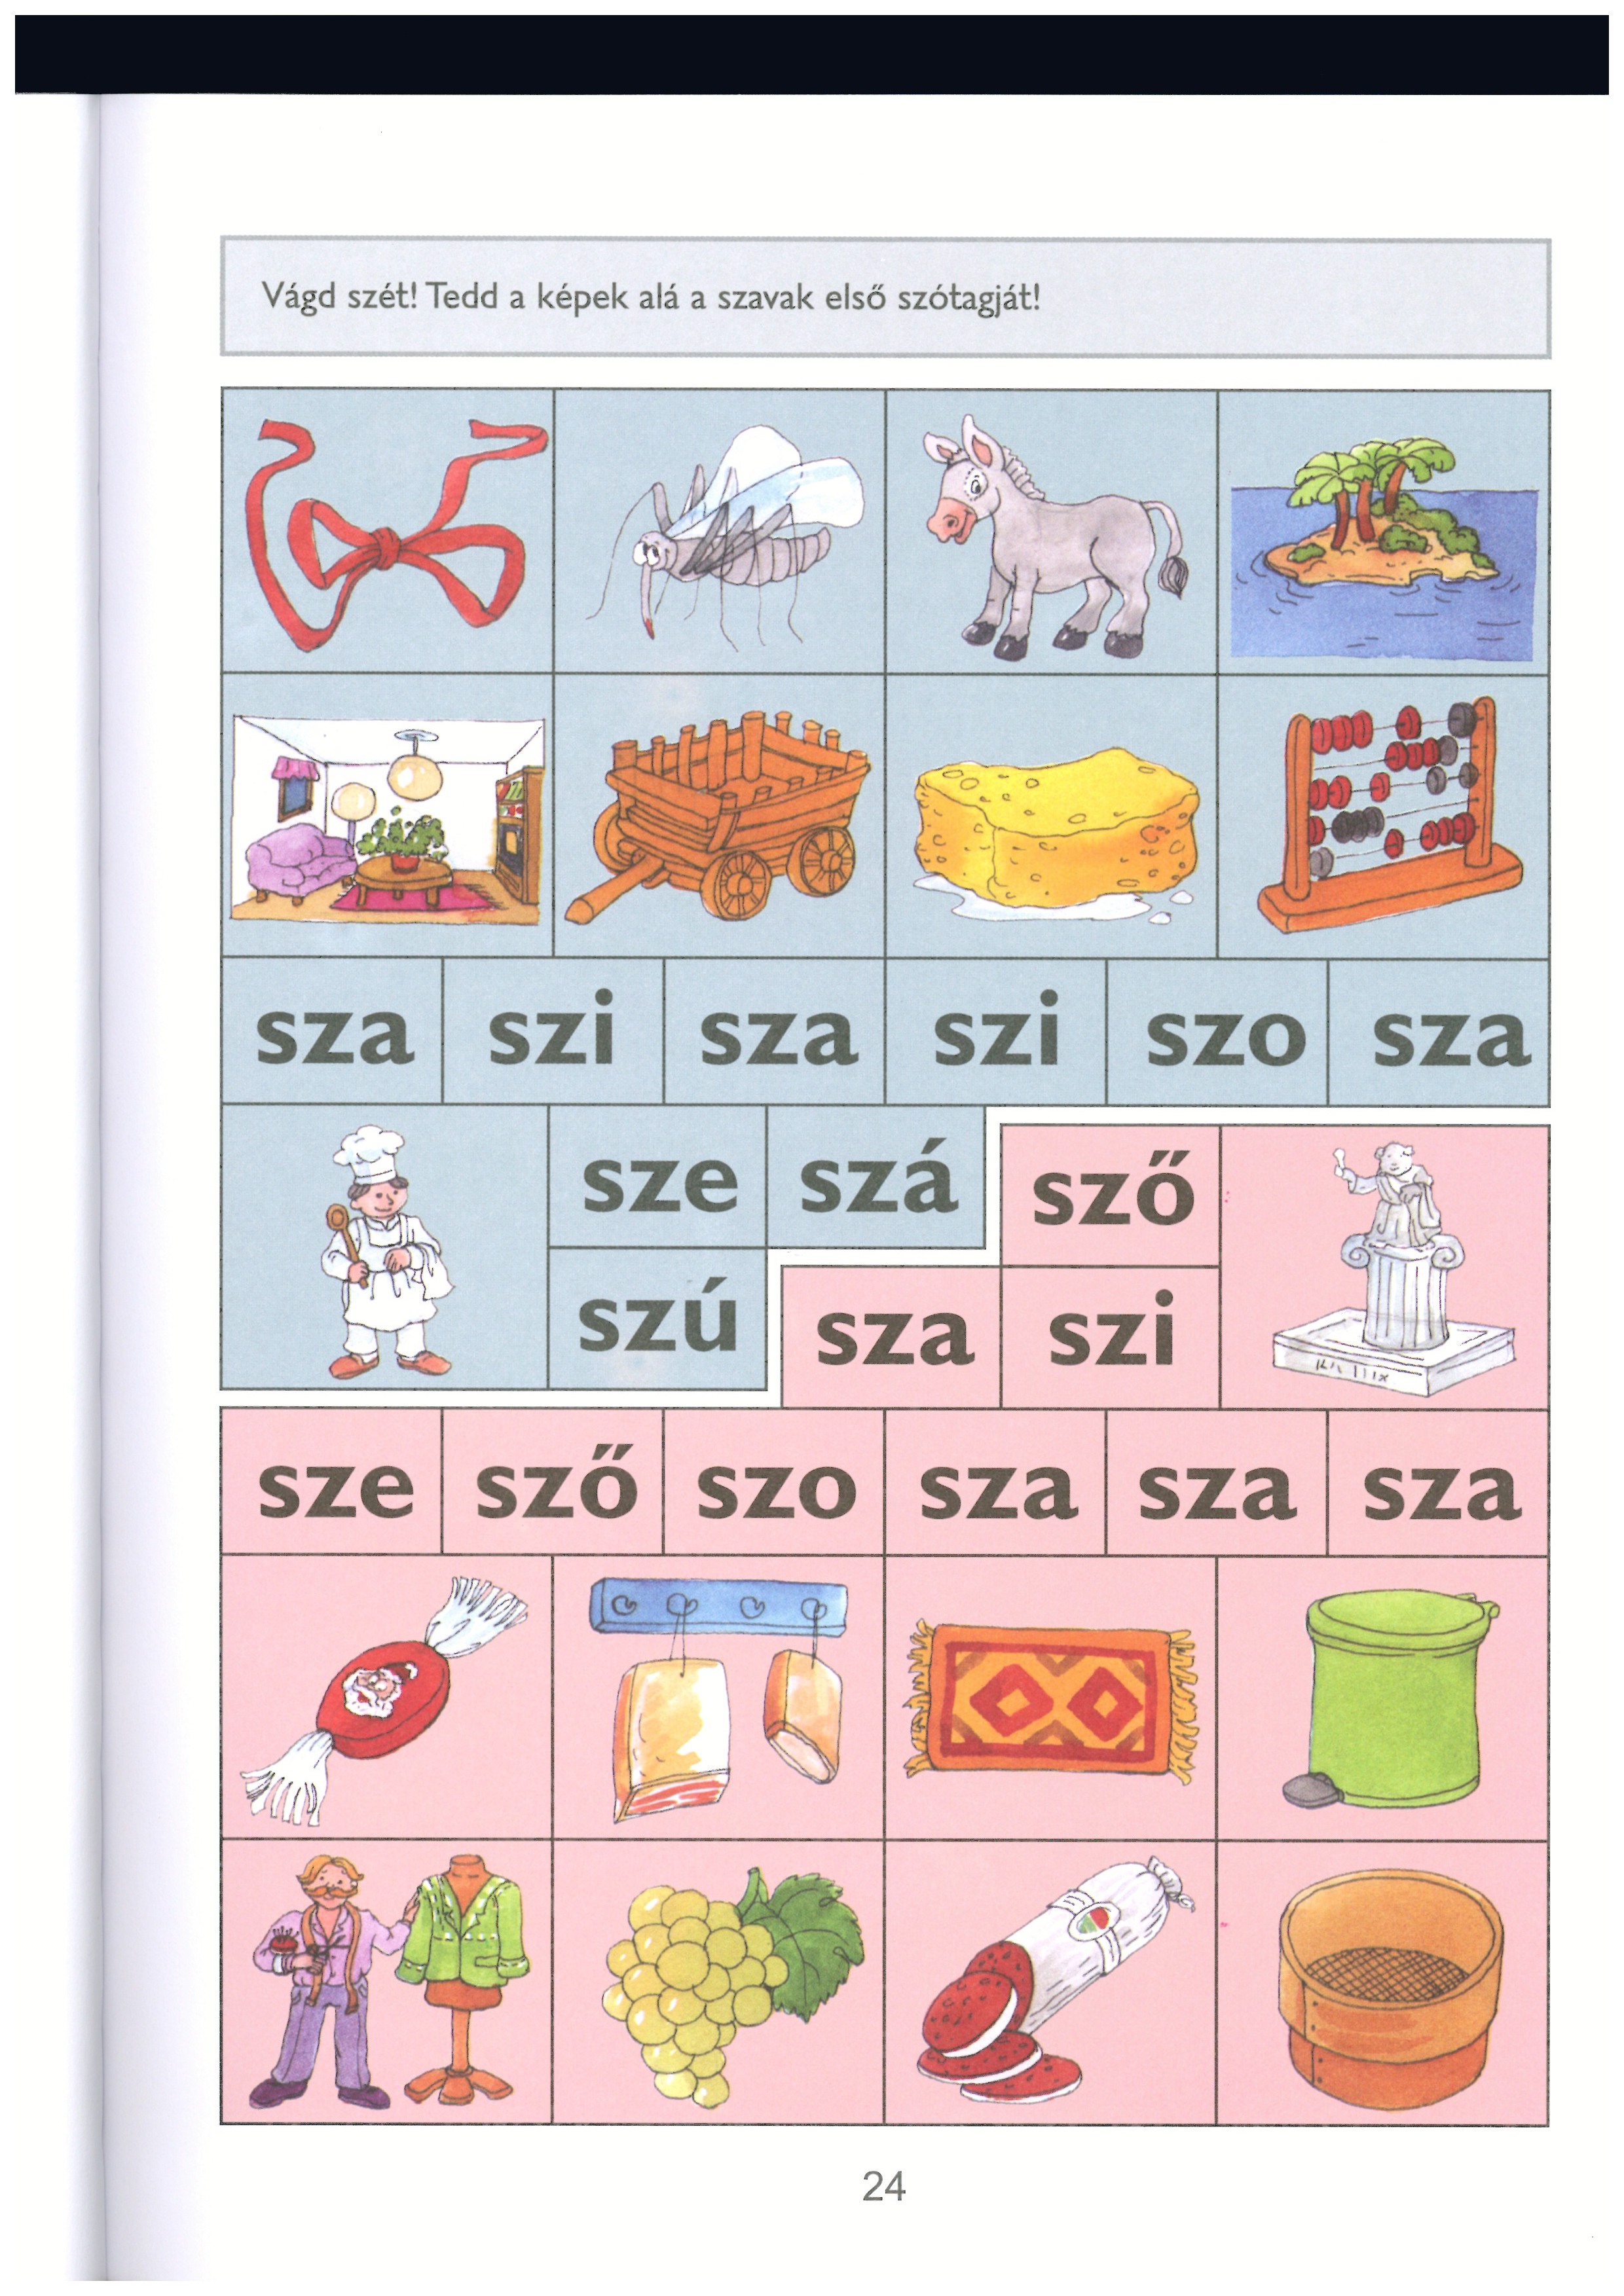 Vágd szét! Tedd a képek alá a szavak első szótagját!
sza szi sza szi szo sza
sze szá sző
szú sza szi
sze sző szo sza sza sza
24